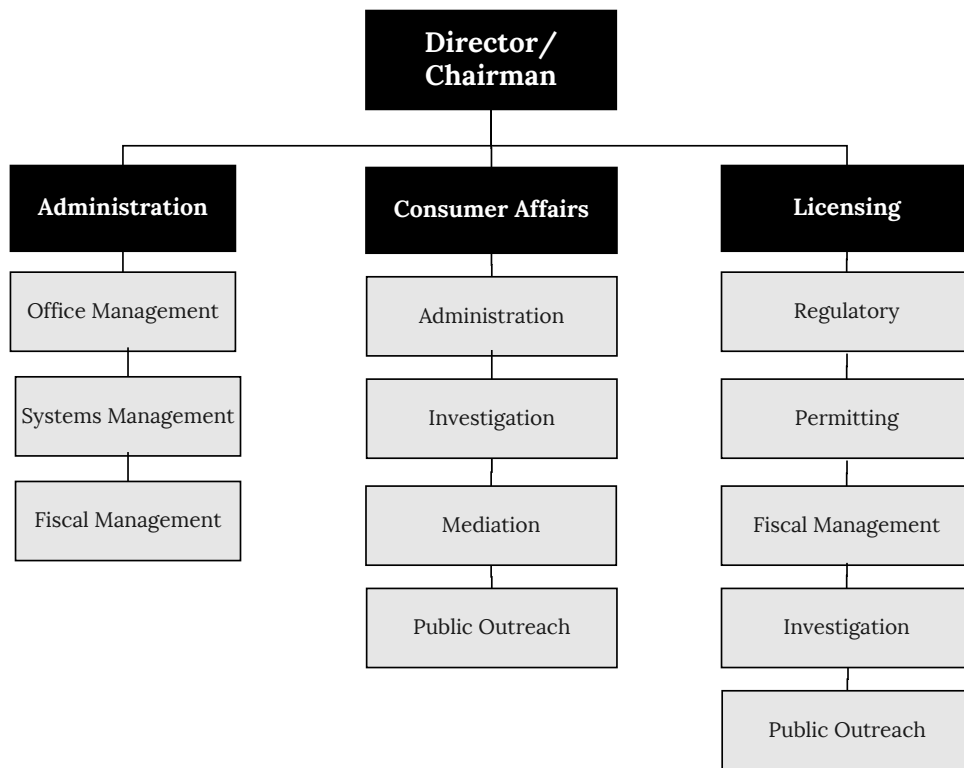 Director/
Chairman
Administration
Consumer Affairs
Licensing
Office Management
Administration
Regulatory
Systems Management
Investigation
Permitting
Fiscal Management
Mediation
Fiscal Management
Public Outreach
Investigation
Public Outreach